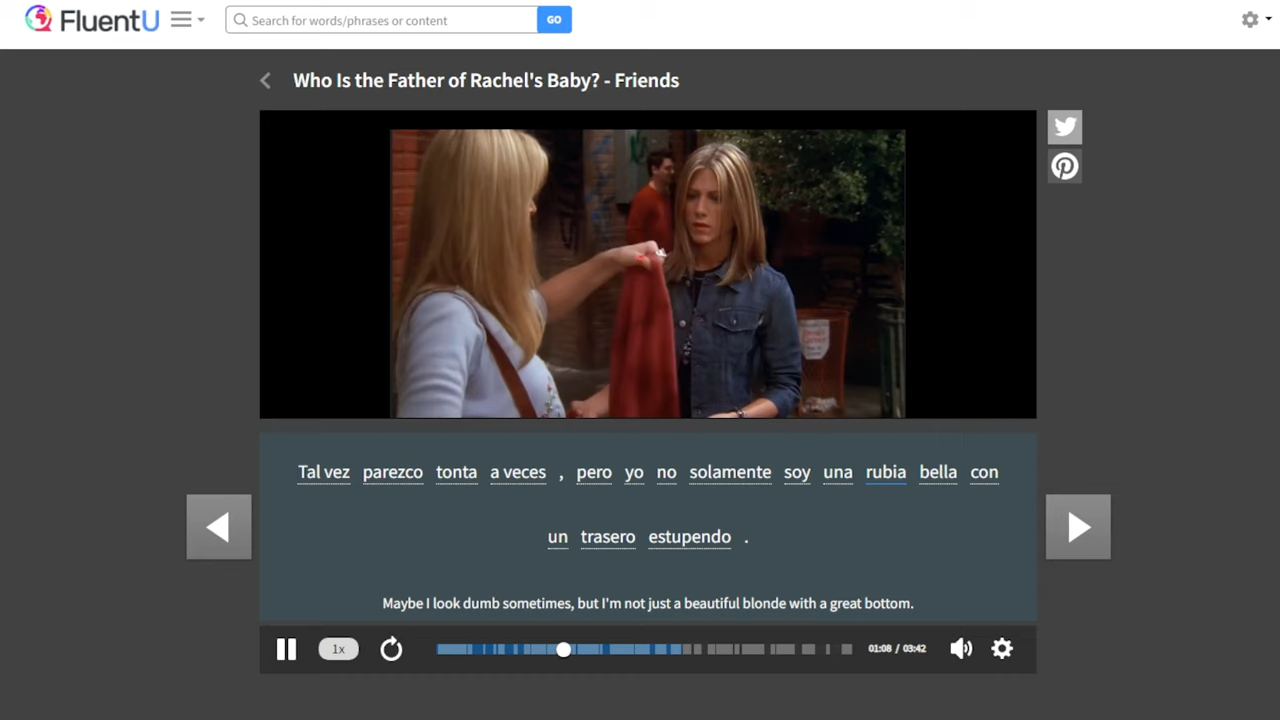 FluentU
Search for words/phrases or content
GO
Who Is the Father of Rachel's Baby? - Friends
Tal vez parezco tonta a veces , pero yo no solamente soy una rubia bella con
un trasero estupendo .
Maybe I look dumb sometimes, but I'm not just a beautiful blonde with a great bottom.
1x
01:08 / 03:42